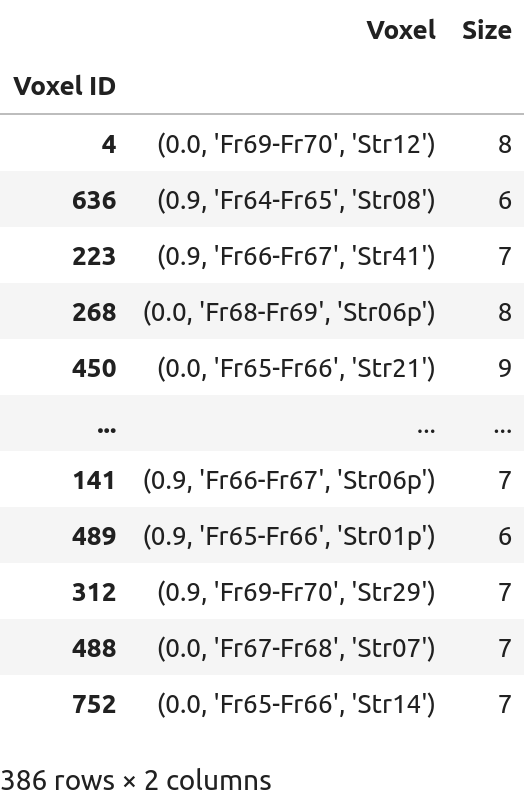 Voxel Size
Voxel ID
4 (0.0, 'Fr69-Fr70', 'Str12') 8
636 (0.9, 'Fr64-Fr65', 'Str08') 6
223 (0.9, 'Fr66-Fr67', 'Str41') 7
268 (0.0, 'Fr68-Fr69', 'Str06p') 8
450 (0.0, 'Fr65-Fr66', 'Str21') 9
... ... ...
141 (0.9, 'Fr66-Fr67', 'Str06p') 7
489 (0.9, 'Fr65-Fr66', 'Str01p') 6
312 (0.9, 'Fr69-Fr70', 'Str29') 7
488 (0.0, 'Fr67-Fr68', 'Str07') 7
752 (0.0, 'Fr65-Fr66', 'Str14') 7
386 rows × 2 columns